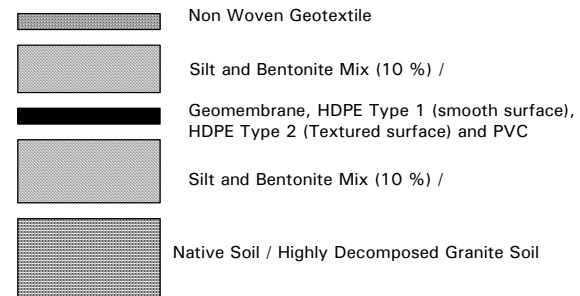 Non Woven Geotextile
Silt and Bentonite Mix (10 %) /
Geomembrane, HDPE Type 1 (smooth surface),
HDPE Type 2 (Textured surface) and PVC
Silt and Bentonite Mix (10 %) /
Native Soil / Highly Decomposed Granite Soil